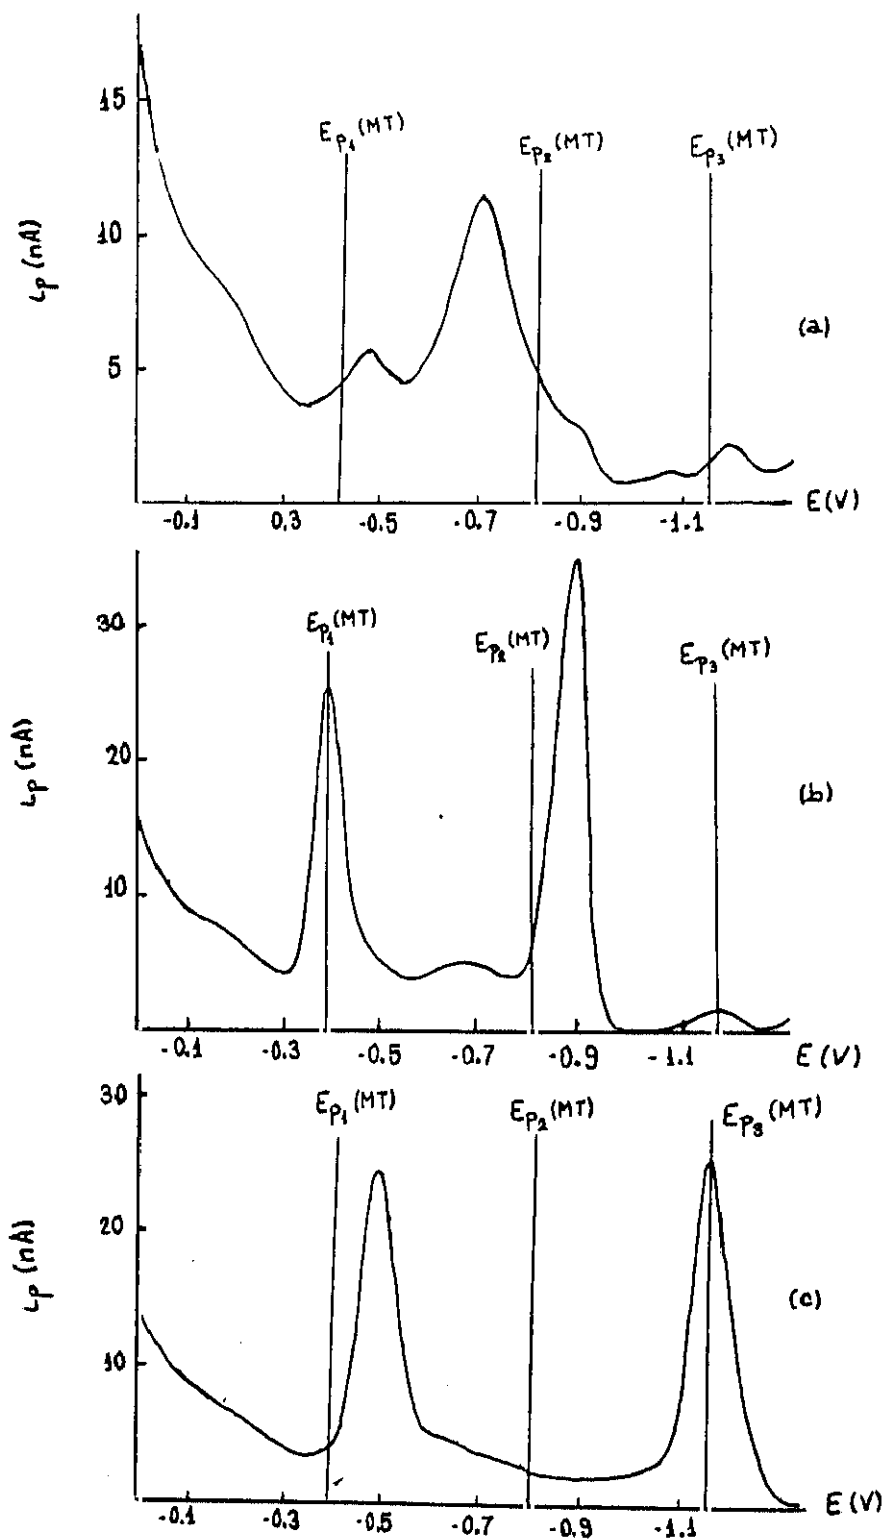 15
10
5
ip (nA)
Ep1 (MT)
Ep2 (MT)
Ep3 (MT)
(a)
-0.1 0.3 -0.5 -0.7 -0.9 -1.1 E (V)
30
20
10
ip (nA)
Ep1 (MT)
Ep2 (MT)
Ep3 (MT)
(b)
-0.1 -0.3 -0.5 -0.7 -0.9 -1.1 E (V)
30
20
10
ip (nA)
Ep1 (MT)
Ep2 (MT)
Ep3 (MT)
(c)
-0.1 -0.3 -0.5 -0.7 -0.9 -1.1 E (V)